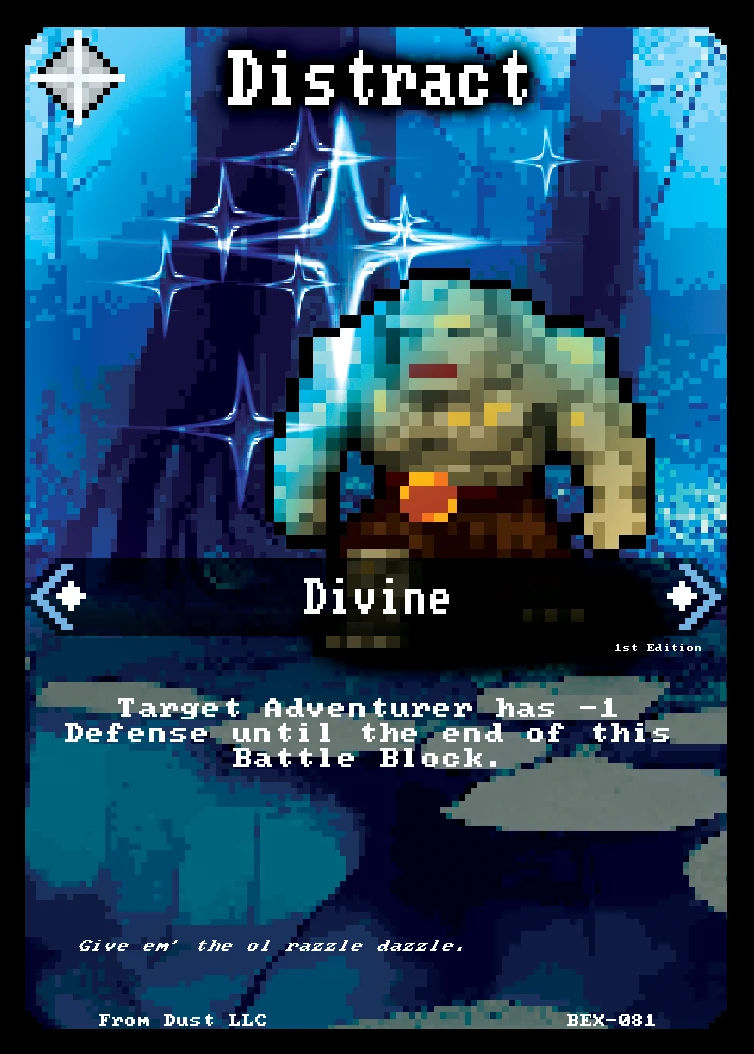 Distract
Divine
1st Edition
Target Adventurer has -1
Defense until the end of this
Battle Block.
Give em' the ol razzle dazzle.
From Dust LLC
BEX-081